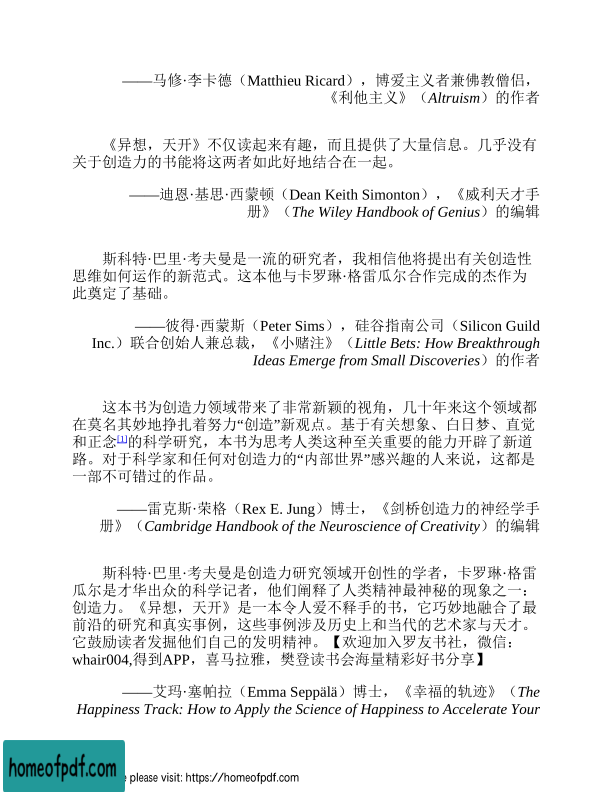 ——马修·李卡德（Matthieu Ricard），博爱主义者兼佛教僧侣，
《利他主义》（Altruism）的作者
《异想，天开》不仅读起来有趣，而且提供了大量信息。几乎没有
关于创造力的书能将这两者如此好地结合在一起。
——迪恩·基思·西蒙顿（Dean Keith Simonton），《威利天才手
册》（The Wiley Handbook of Genius）的编辑
斯科特·巴里·考夫曼是一流的研究者，我相信他将提出有关创造性
思维如何运作的新范式。这本他与卡罗琳·格雷瓜尔合作完成的杰作为
此奠定了基础。
——彼得·西蒙斯（Peter Sims），硅谷指南公司（Silicon Guild
Inc.）联合创始人兼总裁，《小赌注》（Little Bets: How Breakthrough
Ideas Emerge from Small Discoveries）的作者
这本书为创造力领域带来了非常新颖的视角，几十年来这个领域都
在莫名其妙地挣扎着努力“创造”新观点。基于有关想象、白日梦、直觉
和正念[1]的科学研究，本书为思考人类这种至关重要的能力开辟了新道
路。对于科学家和任何对创造力的“内部世界”感兴趣的人来说，这都是
一部不可错过的作品。
——雷克斯·荣格（Rex E. Jung）博士，《剑桥创造力的神经学手
册》（Cambridge Handbook of the Neuroscience of Creativity）的编辑
斯科特·巴里·考夫曼是创造力研究领域开创性的学者，卡罗琳·格雷
瓜尔是才华出众的科学记者，他们阐释了人类精神最神秘的现象之一：
创造力。《异想，天开》是一本令人爱不释手的书，它巧妙地融合了最
前沿的研究和真实事例，这些事例涉及历史上和当代的艺术家与天才。
它鼓励读者发掘他们自己的发明精神。【欢迎加入罗友书社，微信：
whair004,得到APP，喜马拉雅，樊登读书会海量精彩好书分享】
——艾玛·塞帕拉（Emma Seppälä）博士，《幸福的轨迹》（The
Happiness Track: How to Apply the Science of Happiness to Accelerate Your
homeofpdf.com
please visit: https://homeofpdf.com